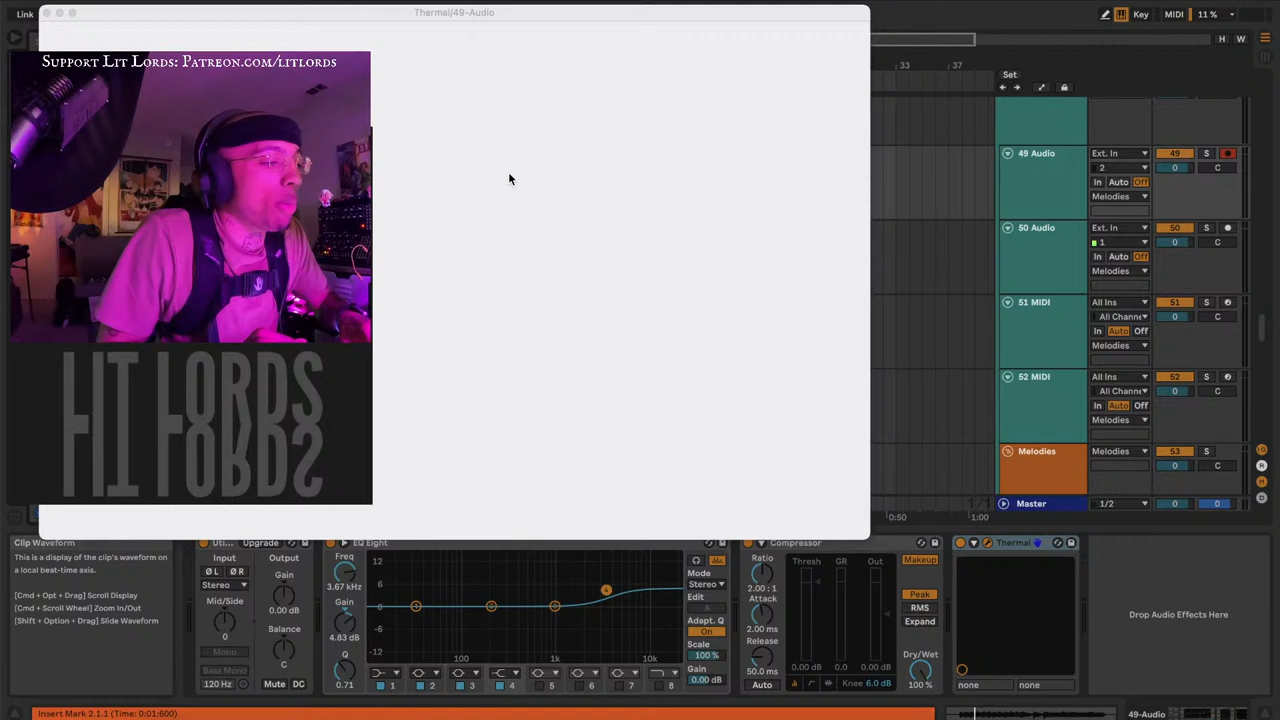 Link
Thermal/49-Audio
Key
MIDI
11 %
Support Lit Lords: Patreon.com/litlords
H
W
33
37
Set
49 Audio
Ext. In
49
S
2
0
C
In
Auto
Off
Melodies
50 Audio
Ext. In
50
S
1
0
C
In
Auto
Off
Melodies
51 MIDI
All Ins
51
S
All Channe
0
C
In
Auto
Off
Melodies
52 MIDI
All Ins
52
S
All Channe
0
C
In
Auto
Off
Melodies
Melodies
Melodies
53
S
0
C
1/1
Master
1/2
0
0
0:50
1:00
LIT LORDS
Clip Waveform
This is a display of the clip's waveform on
a local beat-time axis.
[Cmd + Opt + Drag] Scroll Display
[Cmd + Scroll Wheel] Zoom In/Out
[Shift + Option + Drag] Slide Waveform
Uti...
Upgrade
Input
Ø L
Ø R
Stereo
Mid/Side
0
Mono
Bass Mono
120 Hz
Output
Gain
0.00 dB
Balance
C
Mute
DC
EQ Eight
Freq
3.67 kHz
Gain
4.83 dB
Q
0.71
12
6
0
-6
-12
100
1k
10k
1
2
3
4
1
2
3
4
5
6
7
8
Mode
Stereo
Edit
A
Adapt. Q
On
Scale
100 %
Gain
0.00 dB
Compressor
Ratio
2.00 : 1
Attack
2.00 ms
Release
50.0 ms
Auto
Thresh
GR
Out
0.00 dB
0.0
0.00 dB
Knee
6.0 dB
Makeup
Peak
RMS
Expand
Dry/Wet
100 %
Thermal
none
none
Drop Audio Effects Here
Insert Mark 2.1.1 (Time: 0:01:600)
49-Audio